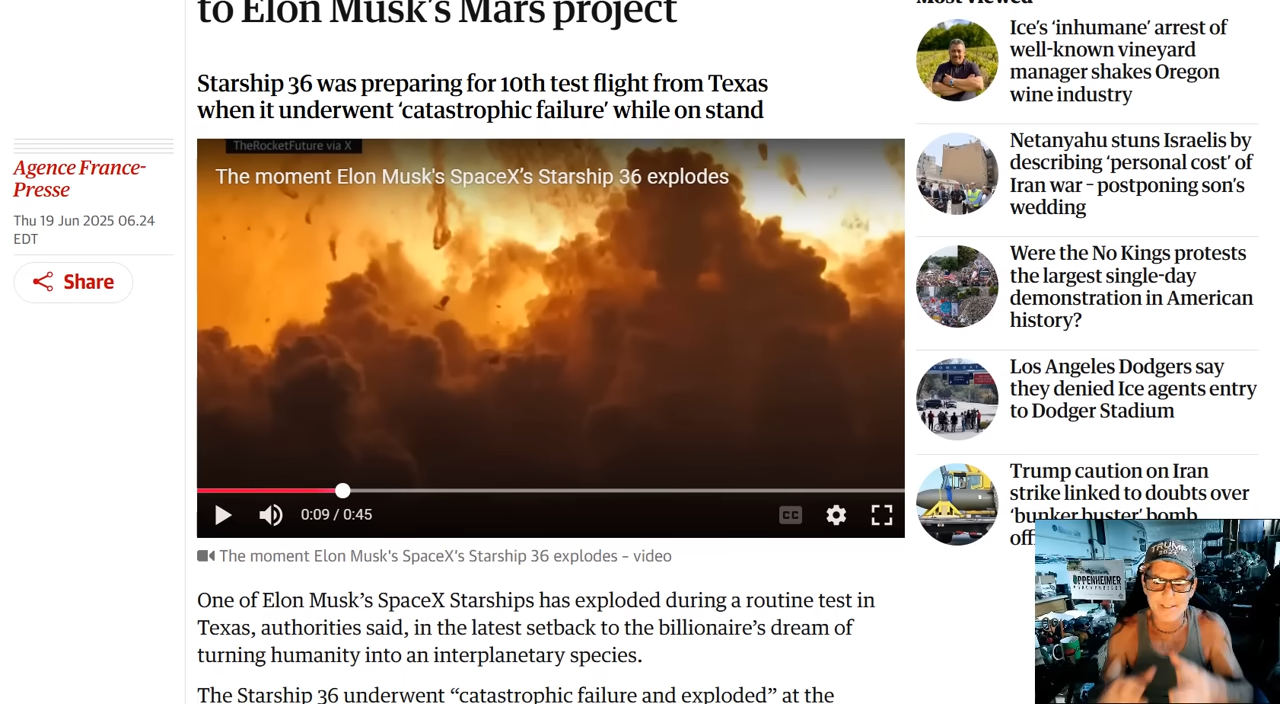 to Elon Musk's Mars project
Starship 36 was preparing for 10th test flight from Texas
when it underwent ‘catastrophic failure’ while on stand
Agence France-
Presse
Thu 19 Jun 2025 06.24
EDT
Share
TheRocketFuture via X
The moment Elon Musk's SpaceX's Starship 36 explodes
0:09 / 0:45
CC
The moment Elon Musk's SpaceX's Starship 36 explodes – video
One of Elon Musk's SpaceX Starships has exploded during a routine test in
Texas, authorities said, in the latest setback to the billionaire's dream of
turning humanity into an interplanetary species.
The Starship 36 underwent “catastrophic failure and exploded” at the
Most viewed
Ice's ‘inhumane’ arrest of
well-known vineyard
manager shakes Oregon
wine industry
Netanyahu stuns Israelis by
describing ‘personal cost’ of
Iran war – postponing son's
wedding
Were the No Kings protests
the largest single-day
demonstration in American
history?
Los Angeles Dodgers say
they denied Ice agents entry
to Dodger Stadium
Trump caution on Iran
strike linked to doubts over
‘bunker buster’ bomb
TRUMP
OPPENHEIMER